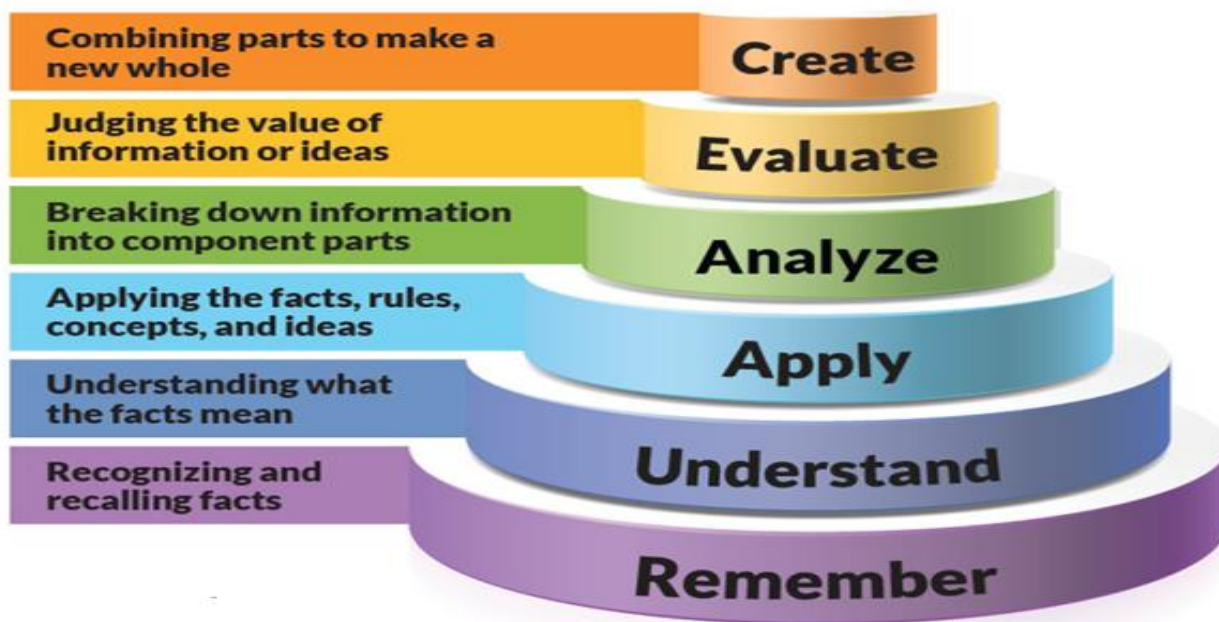 Combining parts to make a
new whole
Create
Judging the value of
information or ideas
Evaluate
Breaking down information
into component parts
Analyze
Applying the facts, rules,
concepts, and ideas
Apply
Understanding what
the facts mean
Understand
Recognizing and
recalling facts
Remember